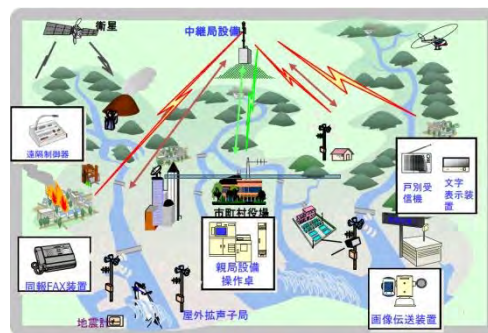 衛星
中継局設備
遠隔制御器
戸別受
信機
文字
表示装
置
市町村役場
親局設備
操作卓
同報FAX装置
屋外拡声子局
地震計
画像伝送装置